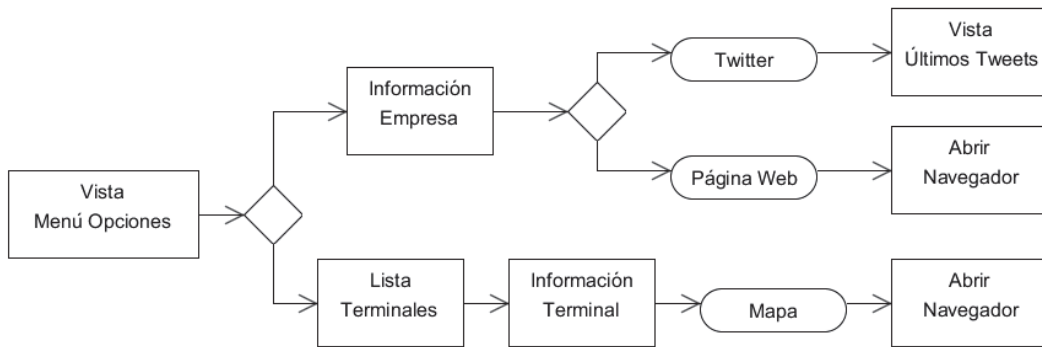 Vista
Últimos Tweets
Twitter
Información
Empresa
Abrir
Navegador
Página Web
Vista
Menú Opciones
Lista
Terminales
Información
Terminal
Mapa
Abrir
Navegador